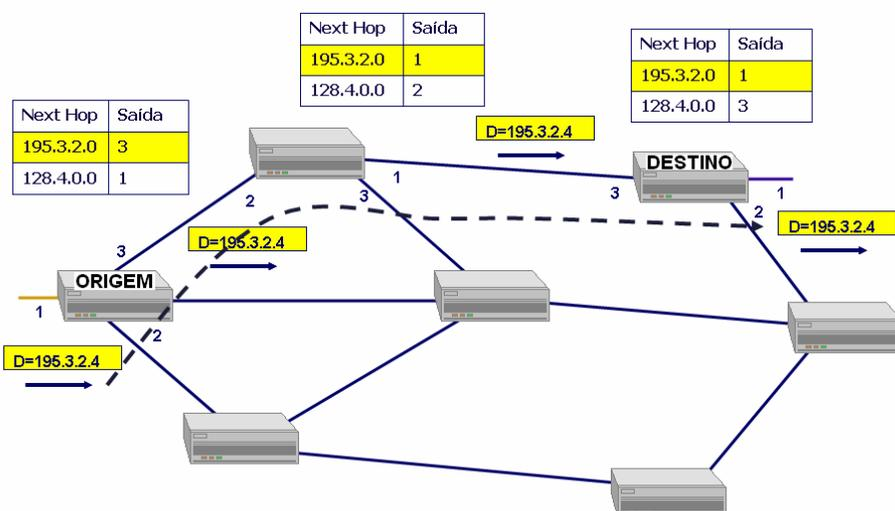 Next Hop Saída
195.3.2.0 1
128.4.0.0 2
Next Hop Saída
195.3.2.0 1
128.4.0.0 3
Next Hop Saída
195.3.2.0 3
128.4.0.0 1
D=195.3.2.4
DESTINO
1
3
1
2
3
2
D=195.3.2.4
D=195.3.2.4
3
ORIGEM
1
2
D=195.3.2.4